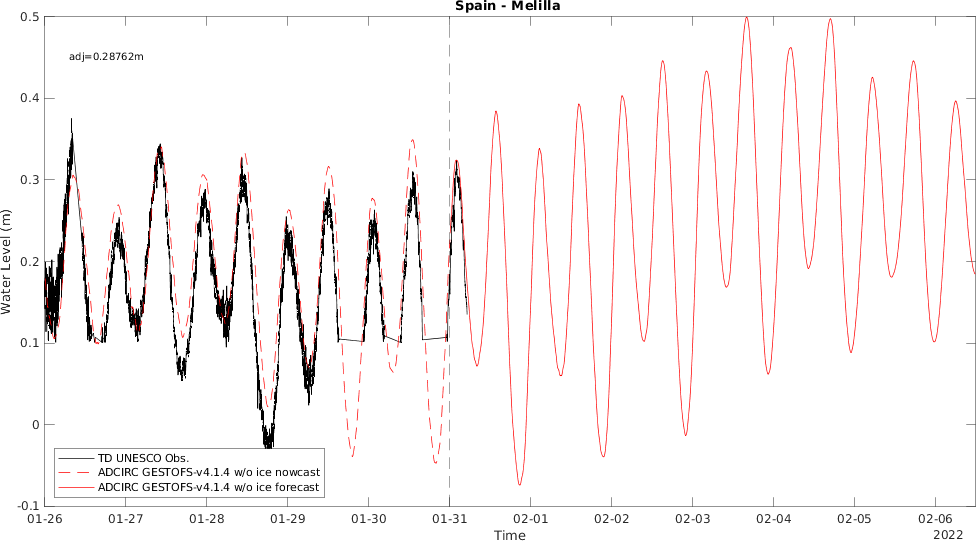 Spain - Melilla
adj=0.28762m
0.5
0.4
0.3
0.2
0.1
0
-0.1
Water Level (m)
TD UNESCO Obs.
ADCIRC GESTOFS-v4.1.4 w/o ice nowcast
ADCIRC GESTOFS-v4.1.4 w/o ice forecast
01-26 01-27 01-28 01-29 01-30 01-31 02-01 02-02 02-03 02-04 02-05 02-06
Time
2022